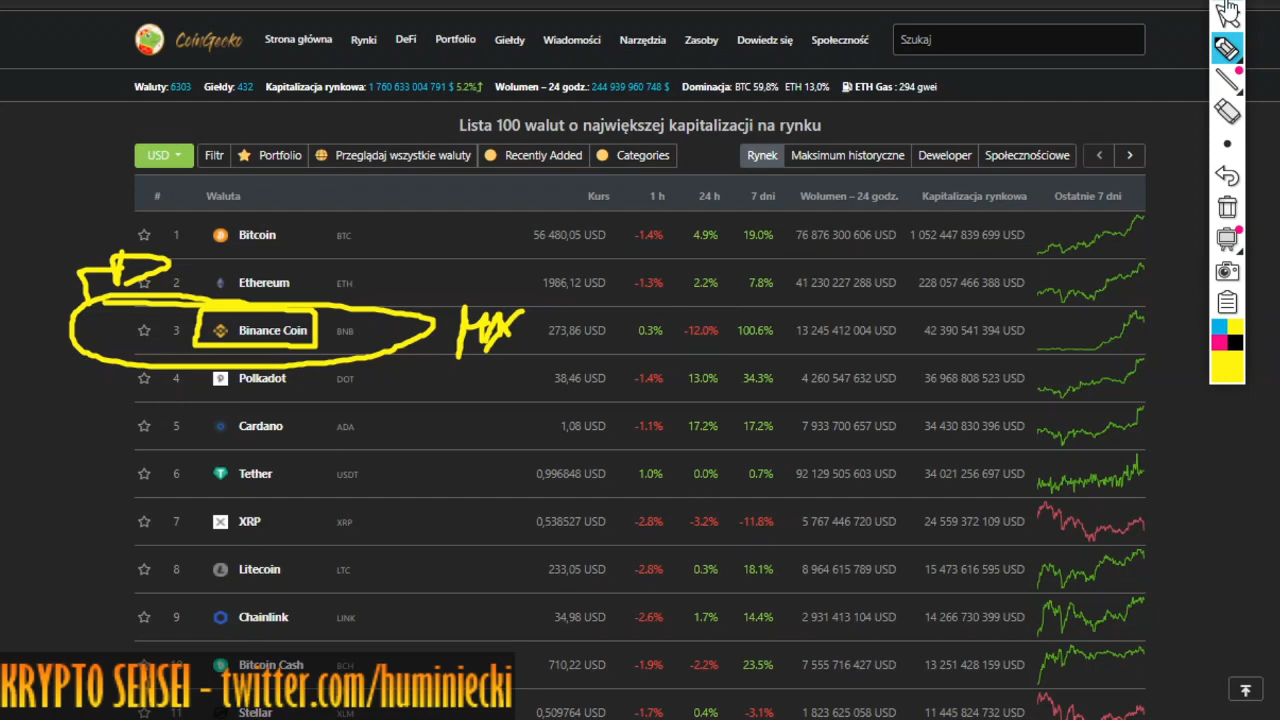 CoinGecko Strona główna Rynki DeFi Portfolio Giełdy Wiadomości Narzędzia Zasoby Dowiedz się Społeczność Szukaj
Waluty: 6303 Giełdy: 432 Kapitalizacja rynkowa: 1 760 633 004 791 $ 5.2% Wolumen – 24 godz.: 244 939 960 748 $ Dominacja: BTC 59,8% ETH 13,0% ETH Gas : 294 gwei
Lista 100 walut o największej kapitalizacji na rynku
USD Filtr Portfolio Przeglądaj wszystkie waluty Recently Added Categories Rynek Maksimum historyczne Deweloper Społecznościowe
# Waluta Kurs 1 h 24 h 7 dni Wolumen – 24 godz. Kapitalizacja rynkowa Ostatnie 7 dni
1 Bitcoin BTC 56 480,05 USD -1.4% 4.9% 19.0% 76 876 300 606 USD 1 052 447 839 699 USD
2 Ethereum ETH 1986,12 USD -1.3% 2.2% 7.8% 41 230 227 288 USD 228 057 466 388 USD
3 Binance Coin BNB 273,86 USD 0.3% -12.0% 100.6% 13 245 412 004 USD 42 390 541 394 USD
4 Polkadot DOT 38,46 USD -1.4% 13.0% 34.3% 4 260 547 632 USD 36 968 808 523 USD
5 Cardano ADA 1,08 USD -1.1% 17.2% 17.2% 7 933 700 657 USD 34 430 830 396 USD
6 Tether USDT 0,996848 USD 1.0% 0.0% 0.7% 92 129 505 603 USD 34 021 256 697 USD
7 XRP XRP 0,538527 USD -2.8% -3.2% -11.8% 5 767 446 720 USD 24 559 372 109 USD
8 Litecoin LTC 233,05 USD -2.8% 0.3% 18.1% 8 964 615 789 USD 15 473 616 595 USD
9 Chainlink LINK 34,98 USD -2.6% 1.7% 14.4% 2 931 413 104 USD 14 266 730 399 USD
10 Bitcoin Cash BCH 710,22 USD -1.9% -2.2% 23.5% 7 555 716 427 USD 13 251 428 159 USD
11 Stellar XLM 0,509764 USD -1.7% 0.4% -3.1% 1 823 625 058 USD 11 445 824 732 USD
KRYPTO SENSEI - twitter.com/huminiecki